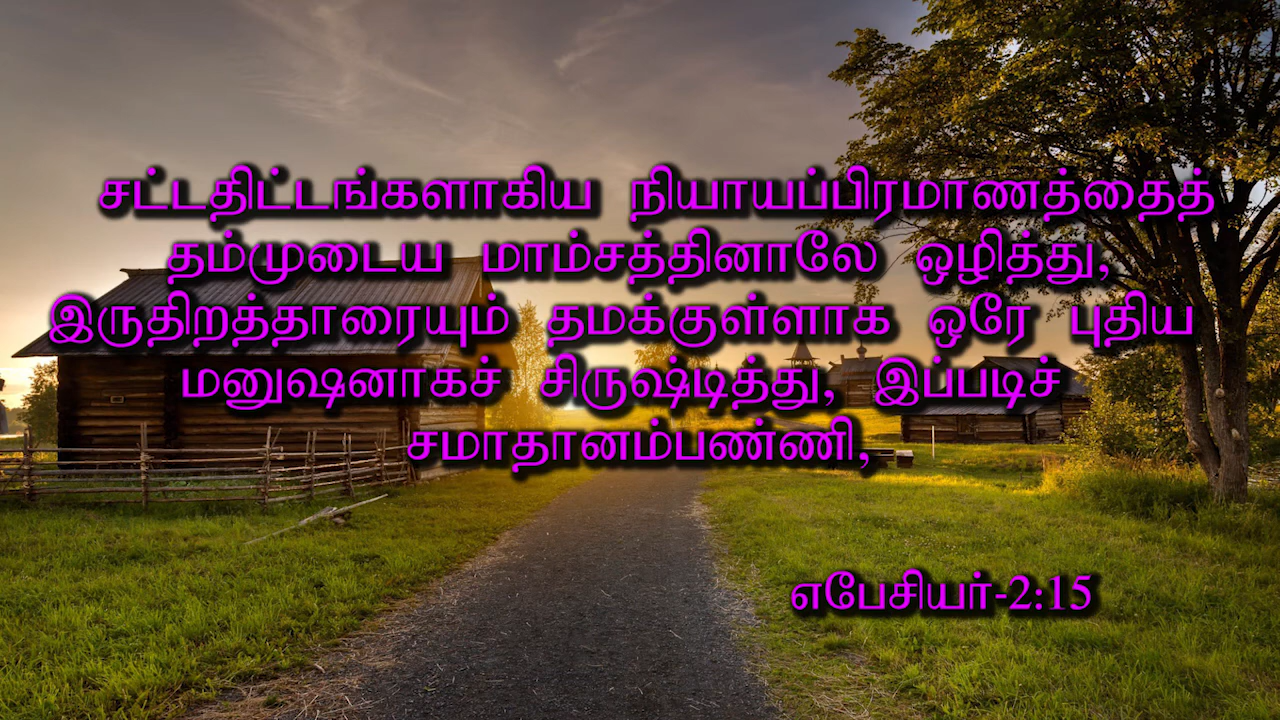 சட்டதிட்டங்களாகிய நியாயப்பிரமாணத்தைத்
தம்முடைய மாம்சத்தினாலே ஒழித்து,
இருதிறத்தாரையும் தமக்குள்ளாக ஒரே புதிய
மனுஷனாகச் சிருஷ்டித்து, இப்படிச்
சமாதானம்பண்ணி,
எபேசியர்-2:15